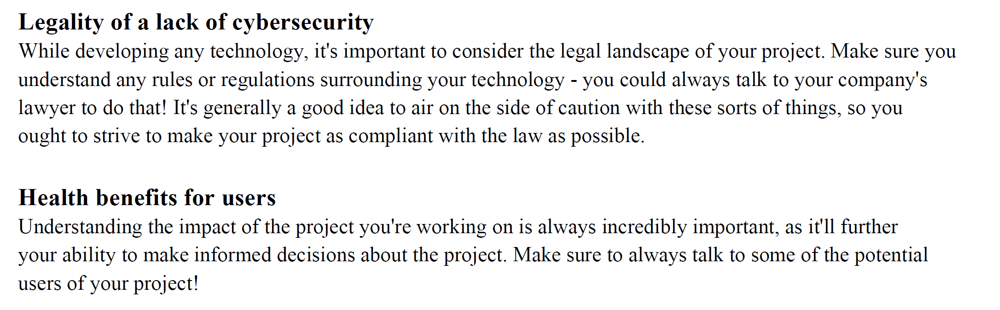 Legality of a lack of cybersecurity
While developing any technology, it's important to consider the legal landscape of your project. Make sure you
understand any rules or regulations surrounding your technology - you could always talk to your company's
lawyer to do that! It's generally a good idea to air on the side of caution with these sorts of things, so you
ought to strive to make your project as compliant with the law as possible.
Health benefits for users
Understanding the impact of the project you're working on is always incredibly important, as it'll further
your ability to make informed decisions about the project. Make sure to always talk to some of the potential
users of your project!